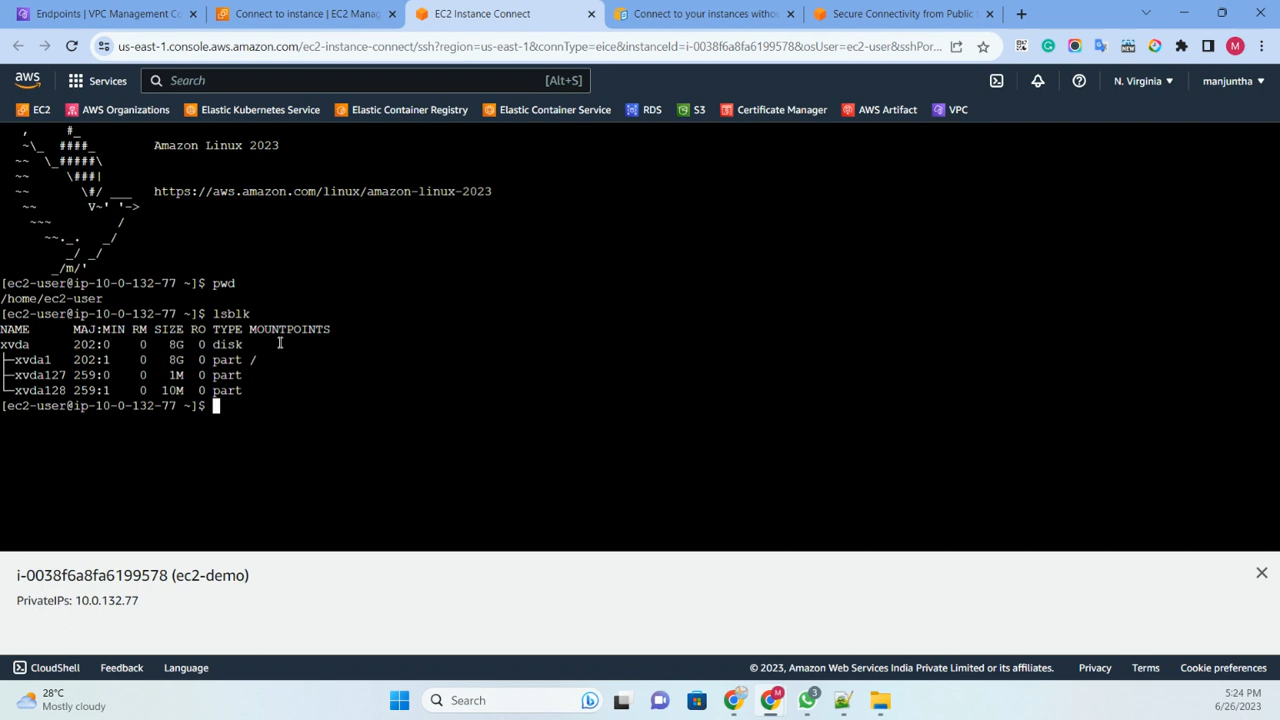 Endpoints | VPC Management Co
Connect to instance | EC2 Manag
EC2 Instance Connect
Connect to your instances withou
Secure Connectivity from Public
us-east-1.console.aws.amazon.com/ec2-instance-connect/ssh?region=us-east-1&connType=eice&instanceId=i-0038f6a8fa6199578&osUser=ec2-user&sshPor...
M
aws
Services
Search
[Alt+S]
N. Virginia
manjuntha
EC2
AWS Organizations
Elastic Kubernetes Service
Elastic Container Registry
Elastic Container Service
RDS
S3
Certificate Manager
AWS Artifact
VPC
,     #_
~\_  ####_        Amazon Linux 2023
~~  \_#####\
~~     \###|
~~       \#/ ___   https://aws.amazon.com/linux/amazon-linux-2023
~~       V~' '->
~~~         /
~~._.   _/
_/ _/
_/m/'
[ec2-user@ip-10-0-132-77 ~]$ pwd
/home/ec2-user
[ec2-user@ip-10-0-132-77 ~]$ lsblk
NAME      MAJ:MIN RM SIZE RO TYPE MOUNTPOINTS
xvda      202:0    0   8G  0 disk
├─xvda1   202:1    0   8G  0 part /
├─xvda127 259:0    0   1M  0 part
└─xvda128 259:1    0  10M  0 part
[ec2-user@ip-10-0-132-77 ~]$
i-0038f6a8fa6199578 (ec2-demo)
PrivateIPs: 10.0.132.77
CloudShell
Feedback
Language
© 2023, Amazon Web Services India Private Limited or its affiliates.
Privacy
Terms
Cookie preferences
28°C
Mostly cloudy
Search
3
5:24 PM
6/26/2023